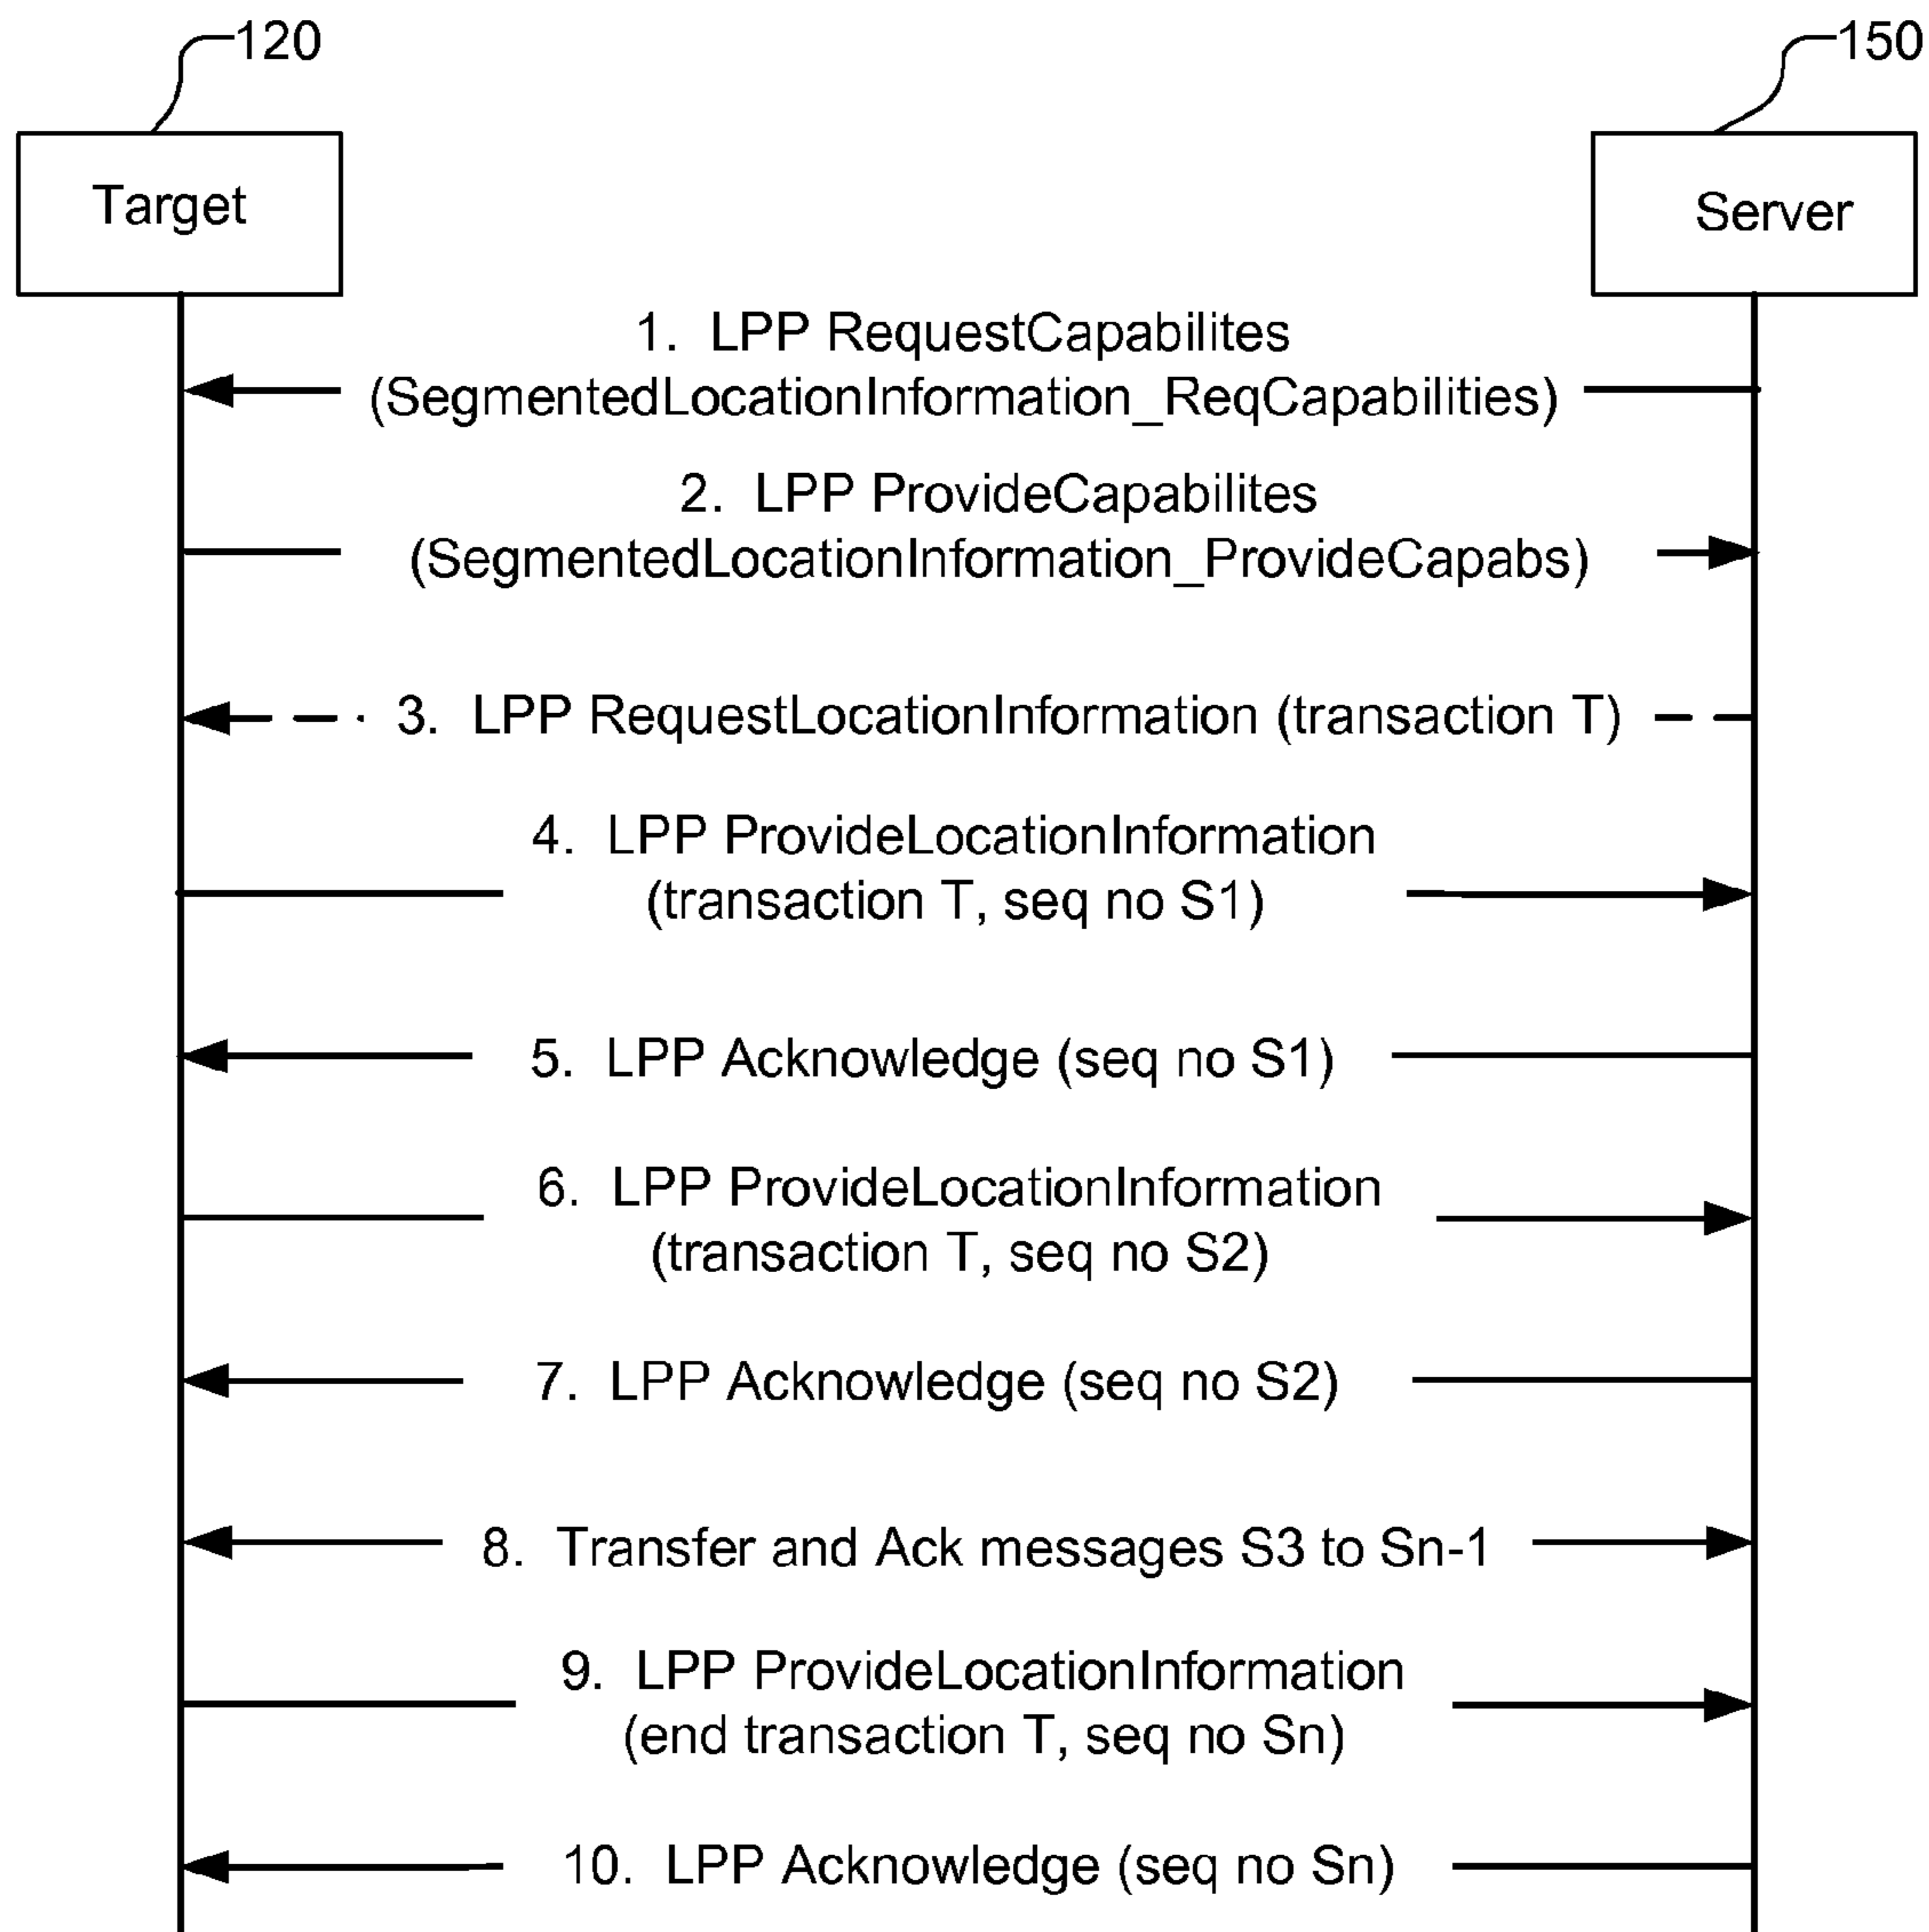 120
150
Target
Server
1. LPP RequestCapabilites
(SegmentedLocationInformation_ReqCapabilities)
2. LPP ProvideCapabilites
(SegmentedLocationInformation_ProvideCapabs)
3. LPP RequestLocationInformation (transaction T)
4. LPP ProvideLocationInformation
(transaction T, seq no S1)
5. LPP Acknowledge (seq no S1)
6. LPP ProvideLocationInformation
(transaction T, seq no S2)
7. LPP Acknowledge (seq no S2)
8. Transfer and Ack messages S3 to Sn-1
9. LPP ProvideLocationInformation
(end transaction T, seq no Sn)
10. LPP Acknowledge (seq no Sn)